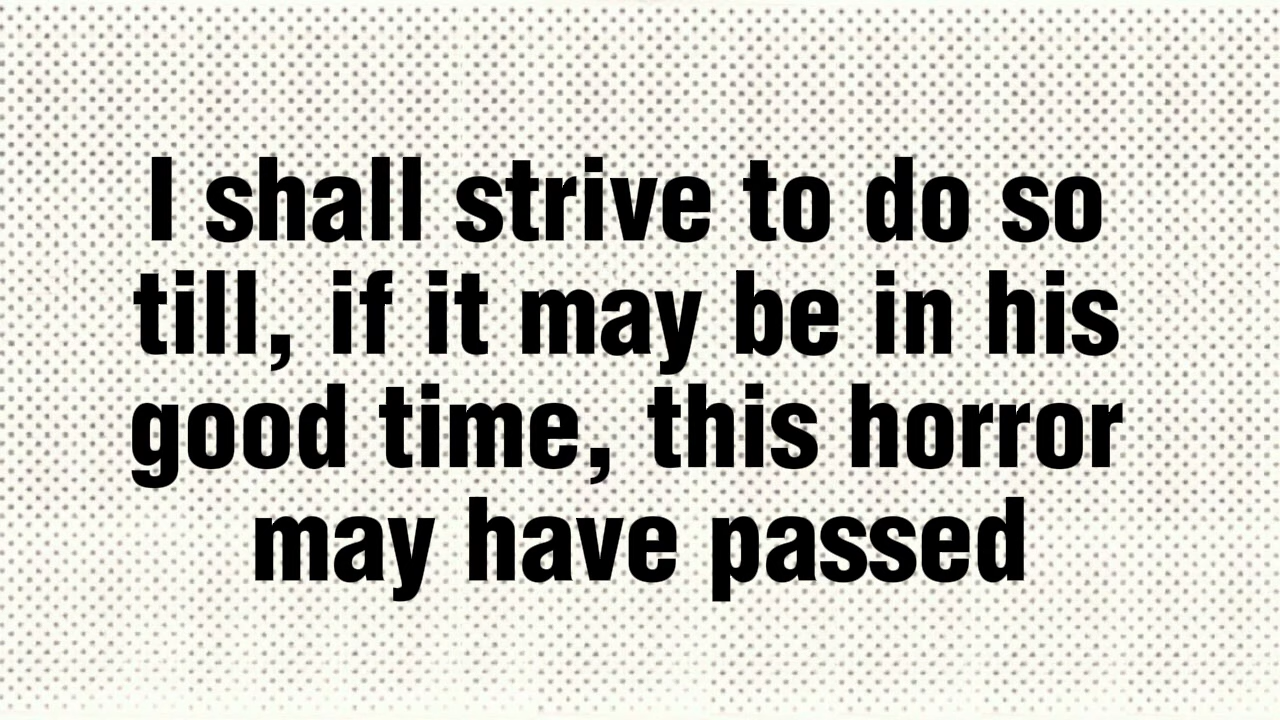 I shall strive to do so
till, if it may be in his
good time, this horror
may have passed